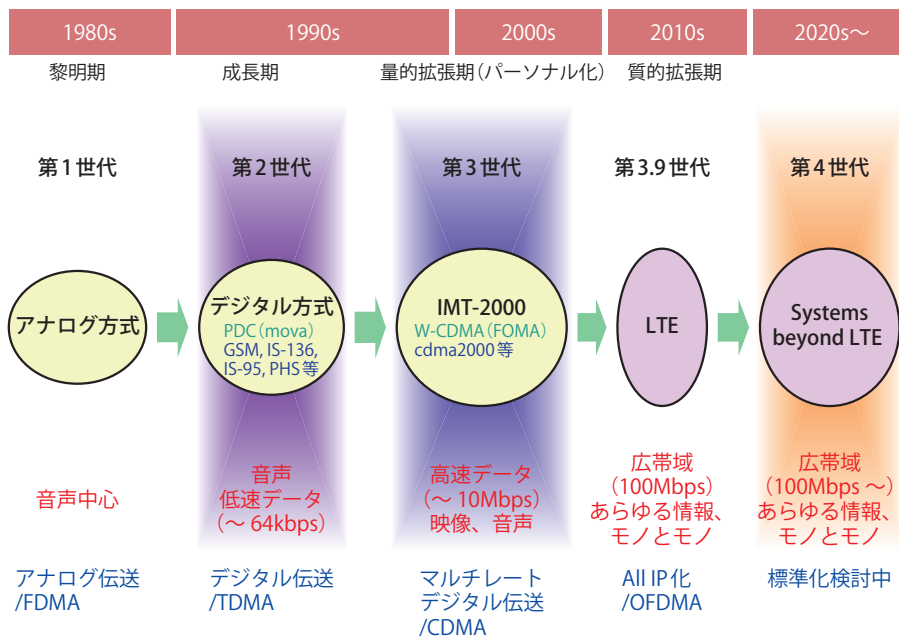 1980s
1990s
2000s
2010s
2020s～
黎明期
成長期
量的拡張期（パーソナル化）
質的拡張期
第1世代
第2世代
第3世代
第3.9世代
第4世代
アナログ方式
デジタル方式
PDC（mova）
GSM, IS-136,
IS-95, PHS等
IMT-2000
W-CDMA（FOMA）
cdma2000等
LTE
Systems
beyond LTE
音声中心
音声
低速データ
（～ 64kbps）
高速データ
（～ 10Mbps）
映像、音声
広帯域
（100Mbps）
あらゆる情報、
モノとモノ
広帯域
（100Mbps ～）
あらゆる情報、
モノとモノ
アナログ伝送
/FDMA
デジタル伝送
/TDMA
マルチレート
デジタル伝送
/CDMA
All IP化
/OFDMA
標準化検討中